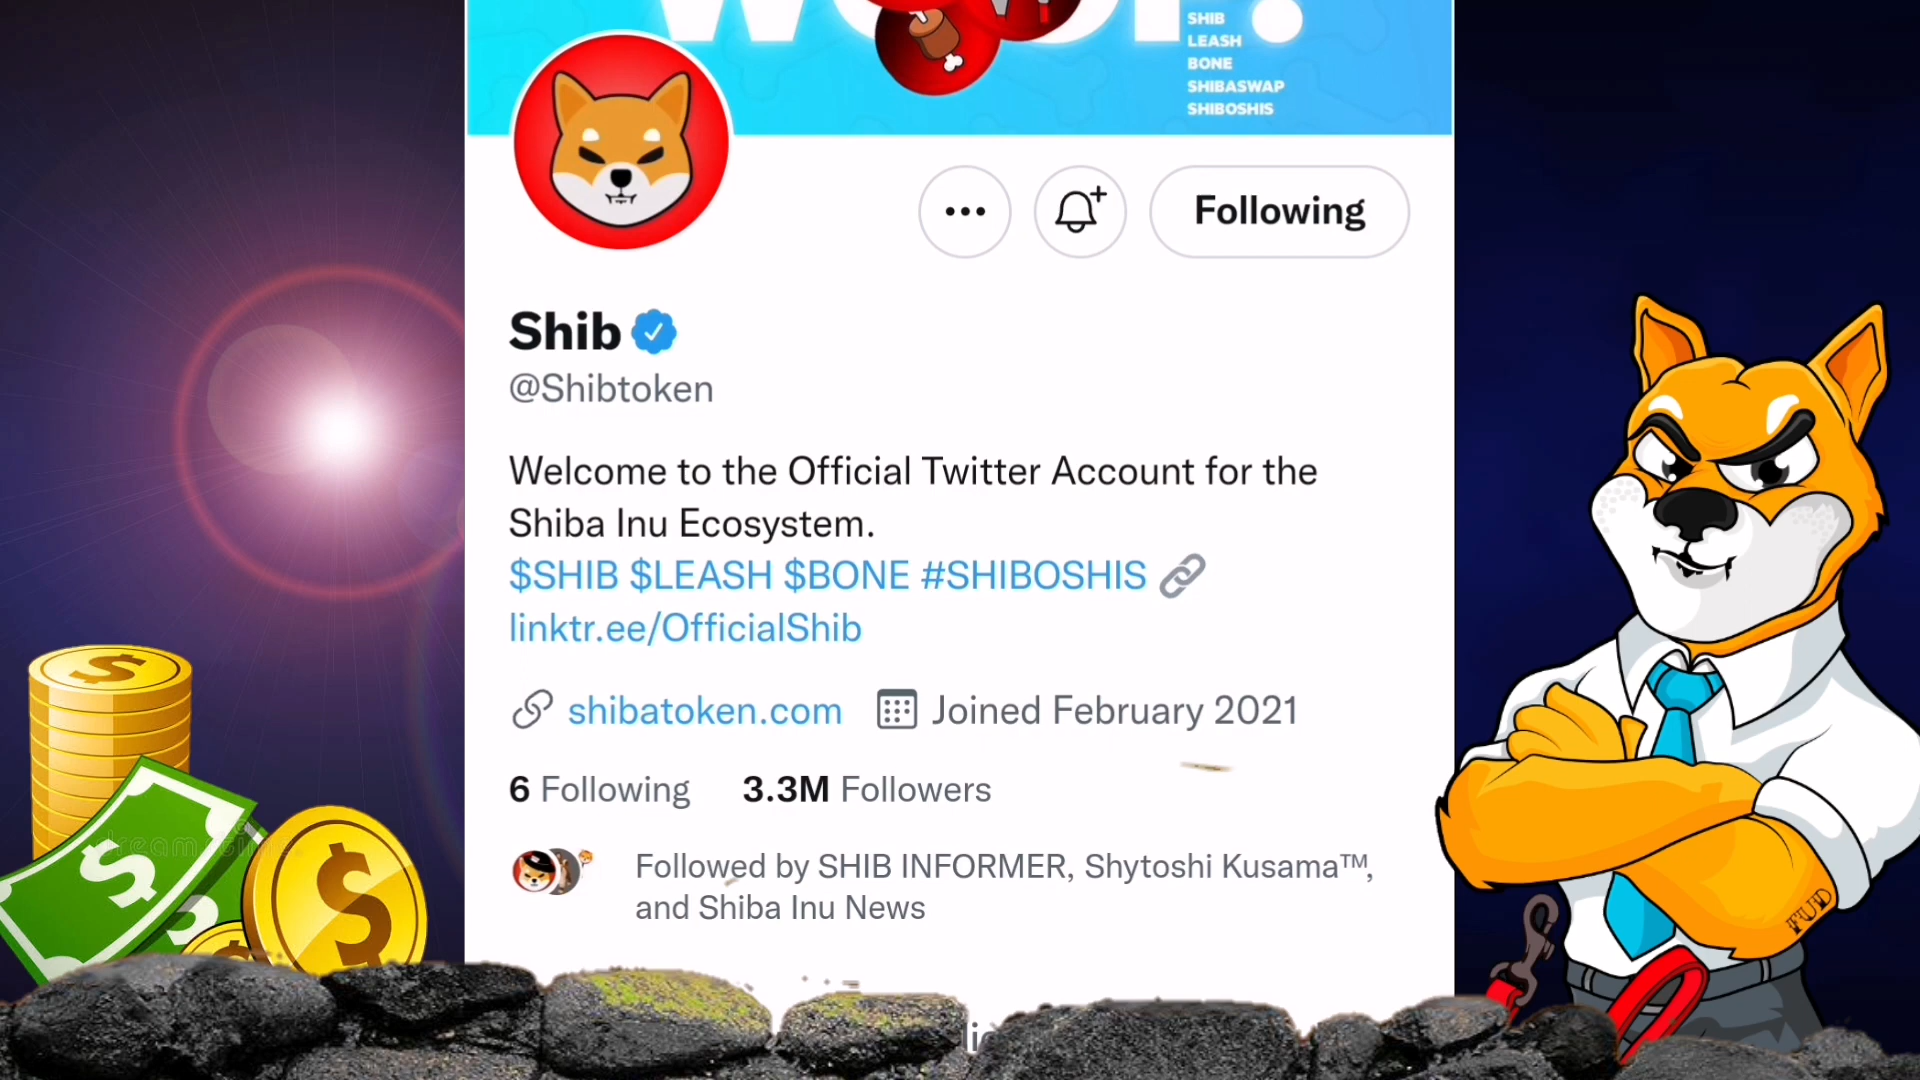 SHIB
LEASH
BONE
SHIBASWAP
SHIBOSHIS
Following
Shib
@Shibtoken
Welcome to the Official Twitter Account for the
Shiba Inu Ecosystem.
$SHIB $LEASH $BONE #SHIBOSHIS
linktr.ee/OfficialShib
shibatoken.com Joined February 2021
6 Following 3.3M Followers
Followed by SHIB INFORMER, Shytoshi Kusama™,
and Shiba Inu News
FUD